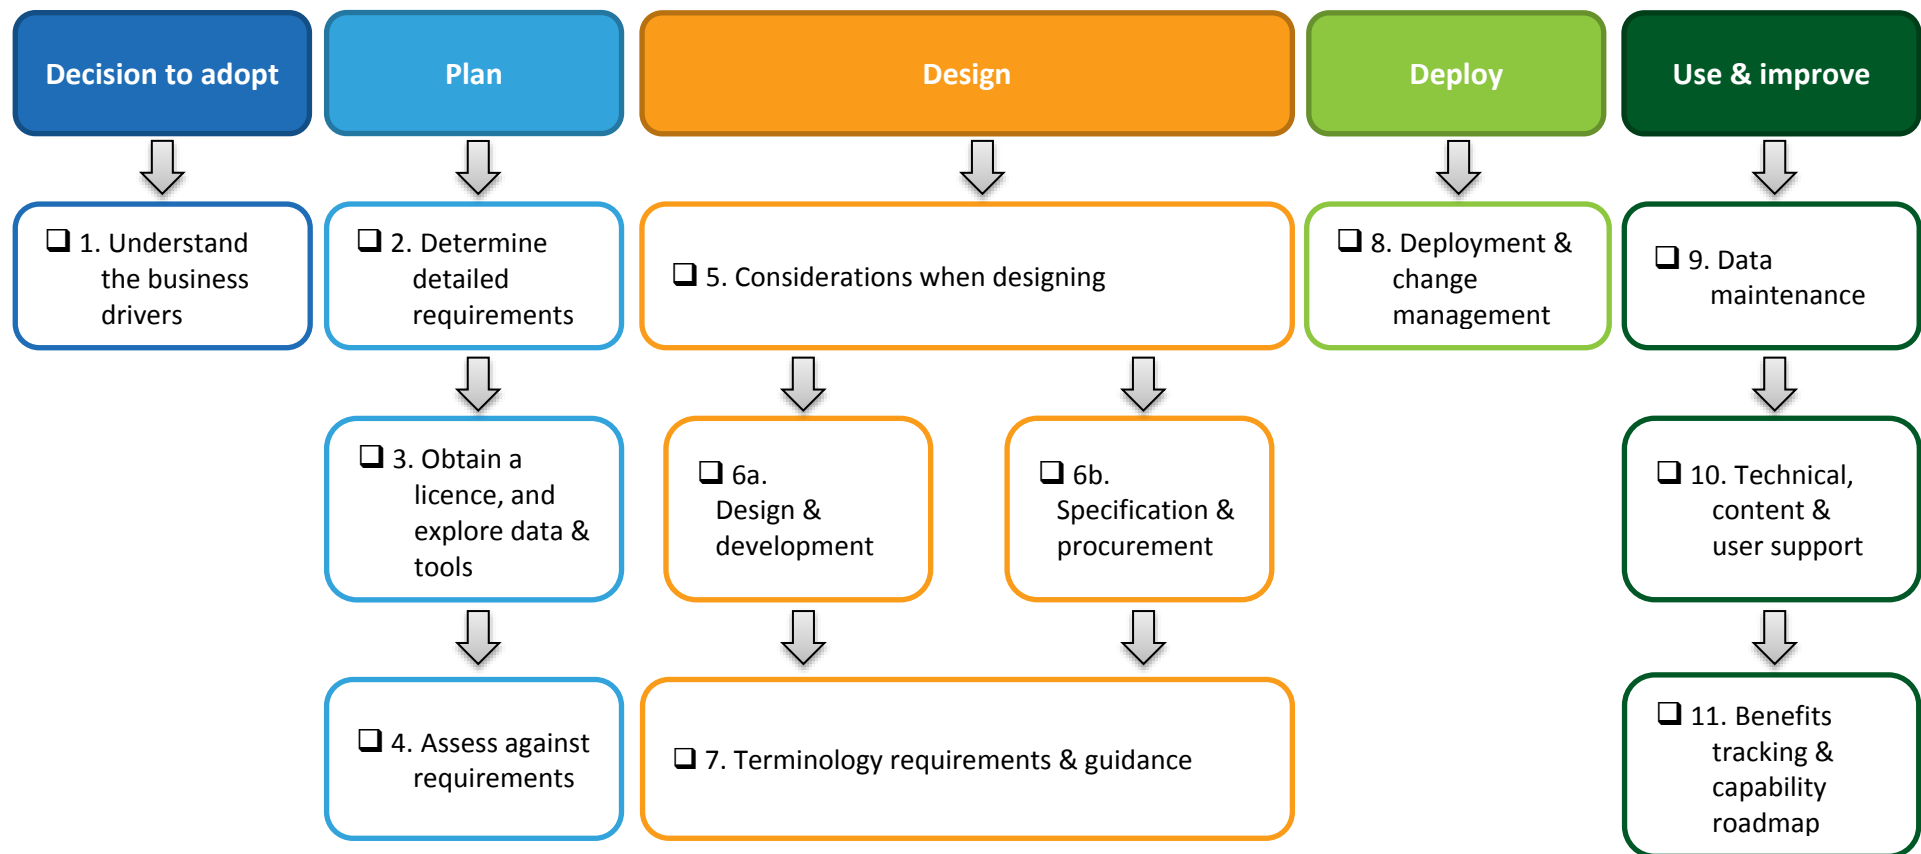 Decision to adopt
Plan
Design
Deploy
Use & improve
1. Understand
the business
drivers
2. Determine
detailed
requirements
5. Considerations when designing
8. Deployment &
change
management
9. Data
maintenance
3. Obtain a
licence, and
explore data &
tools
6a.
Design &
development
6b.
Specification &
procurement
10. Technical,
content &
user support
4. Assess against
requirements
7. Terminology requirements & guidance
11. Benefits
tracking &
capability
roadmap